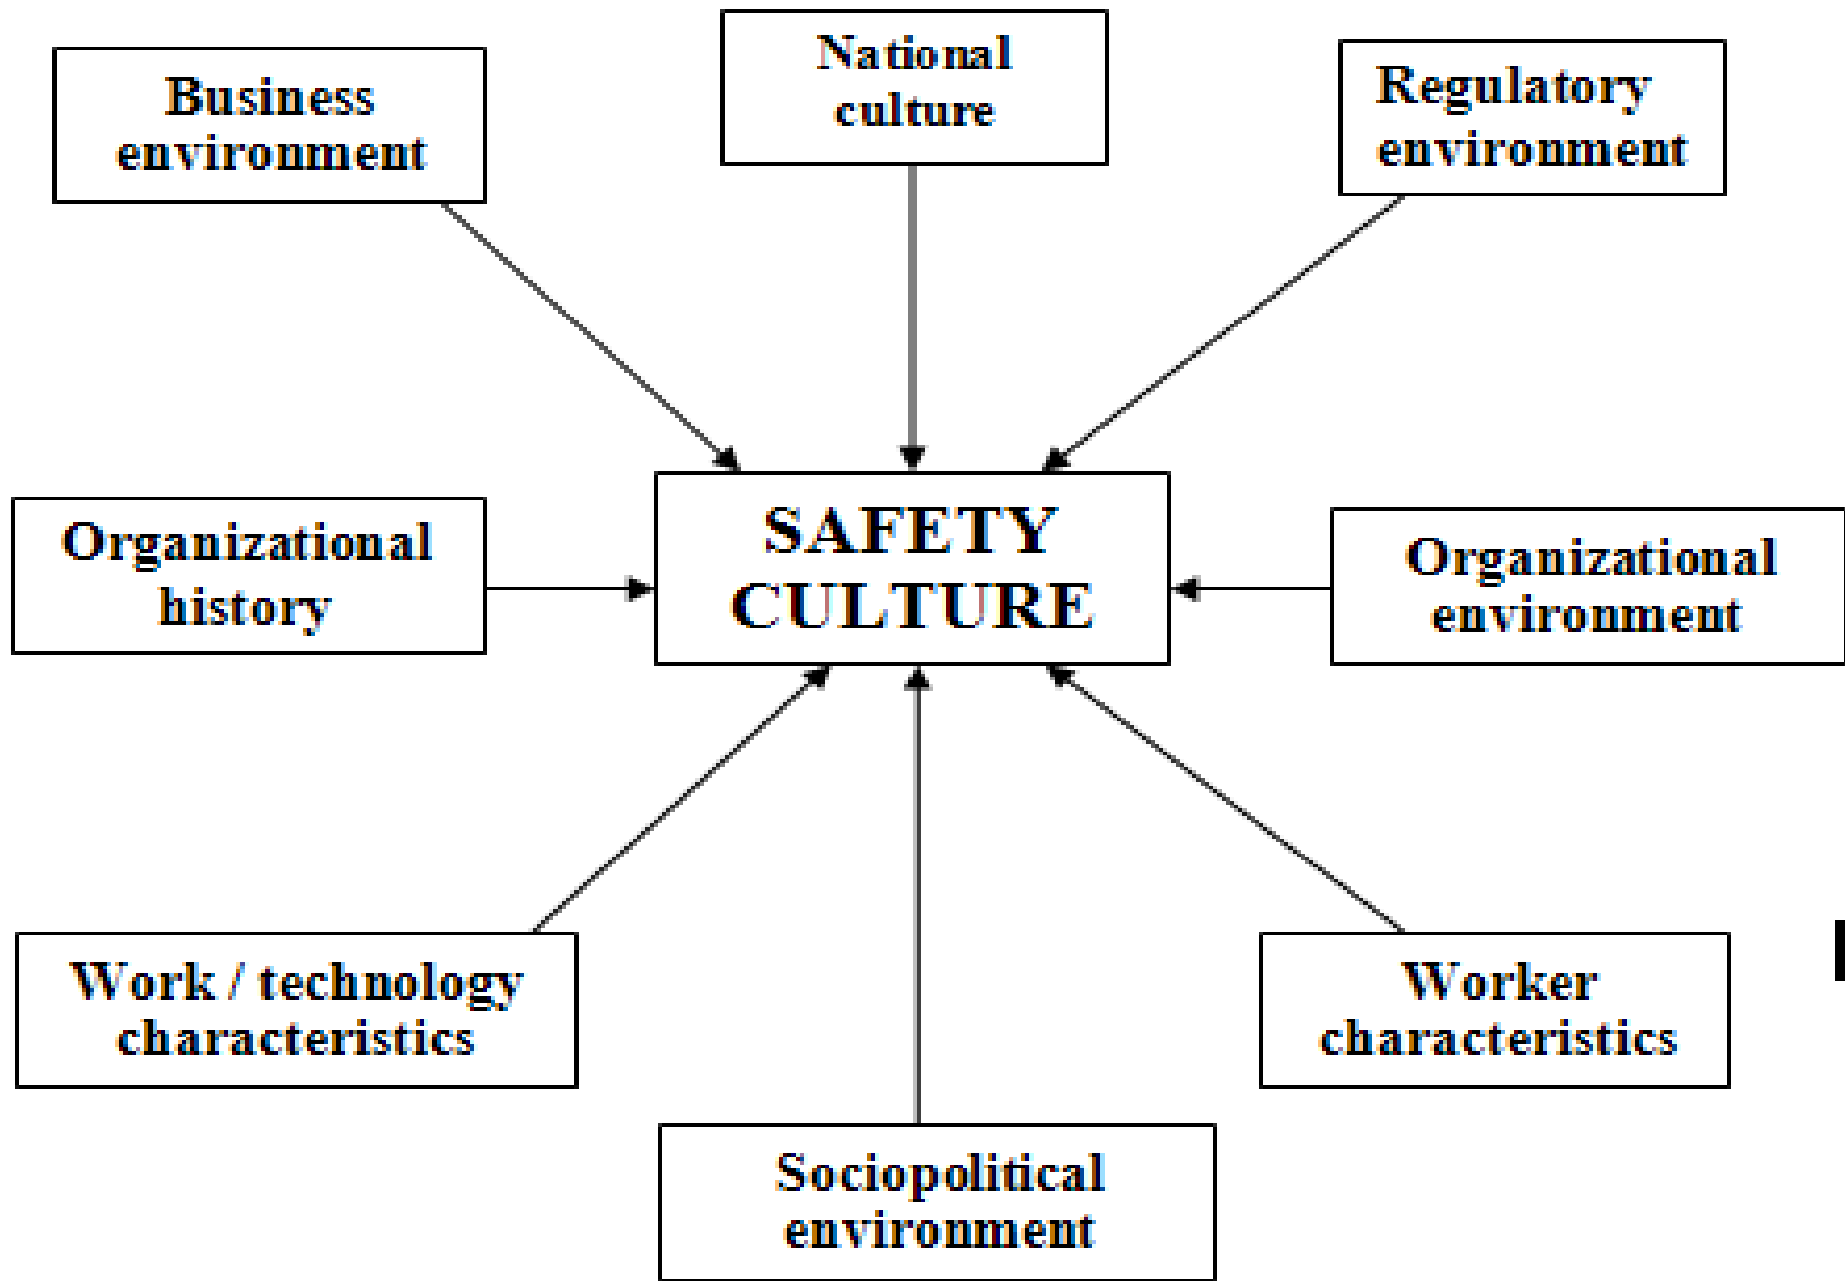 Business
environment
National
culture
Regulatory
environment
Organizational
history
SAFETY
CULTURE
Organizational
environment
Work / technology
characteristics
Sociopolitical
environment
Worker
characteristics